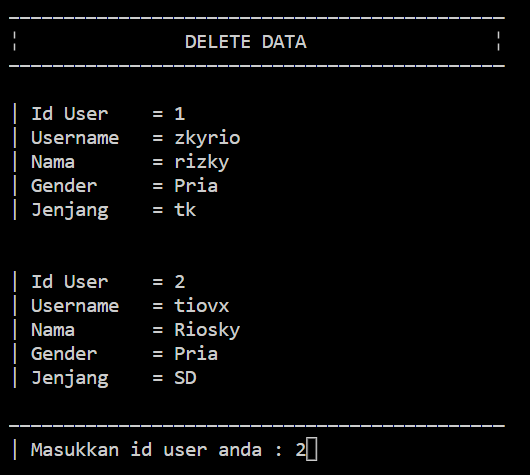 DELETE DATA
| Id User = 1
| Username = zkyrio
| Nama = rizky
| Gender = Pria
| Jenjang = tk
| Id User = 2
| Username = tiovx
| Nama = Riosky
| Gender = Pria
| Jenjang = SD
| Masukkan id user anda : 2